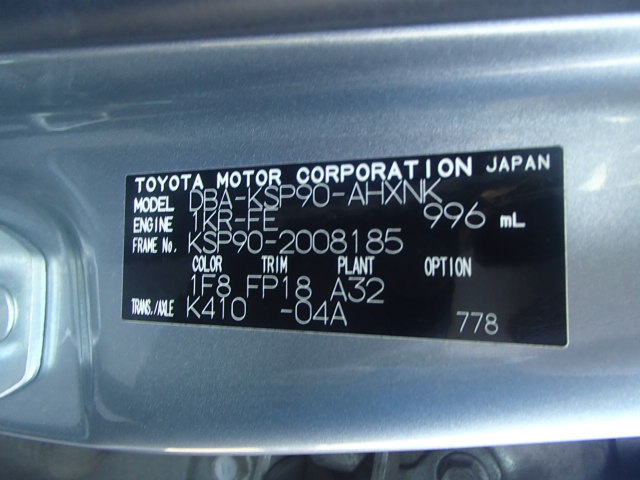 TOYOTA MOTOR CORPORATION JAPAN
MODEL DBA-KSP90-AHXNK
ENGINE 1KR-FE 996 mL
FRAME No. KSP90-2008185
COLOR TRIM PLANT OPTION
1F8 FP18 A32
TRANS./AXLE K410 -04A
778